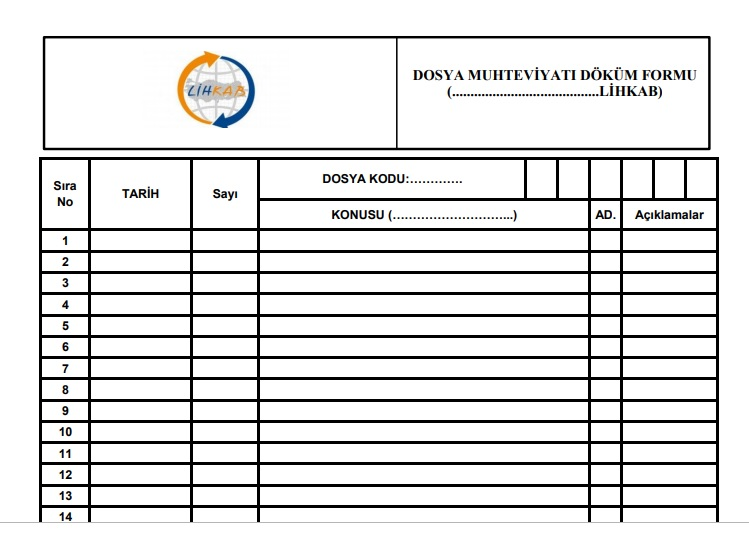 LİHKAB
DOSYA MUHTEVİYATI DÖKÜM FORMU
(.......................................LİHKAB)
Sıra No
TARİH
Sayı
DOSYA KODU:.............
KONUSU (…………………………...)
AD.
Açıklamalar
1
2
3
4
5
6
7
8
9
10
11
12
13
14